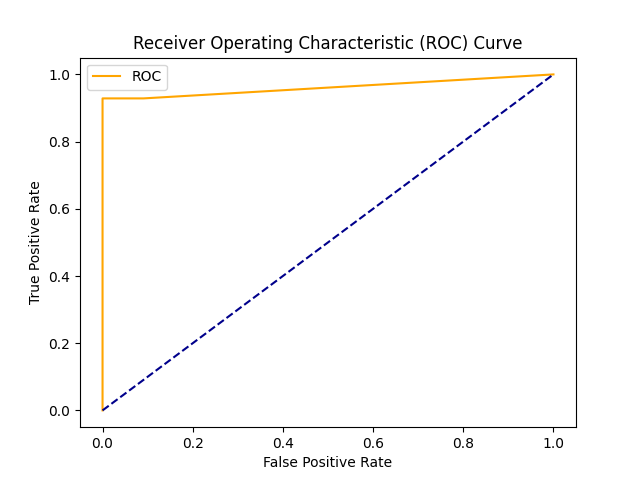 Receiver Operating Characteristic (ROC) Curve
ROC
1.0
0.8
0.6
0.4
0.2
0.0
True Positive Rate
0.0 0.2 0.4 0.6 0.8 1.0
False Positive Rate